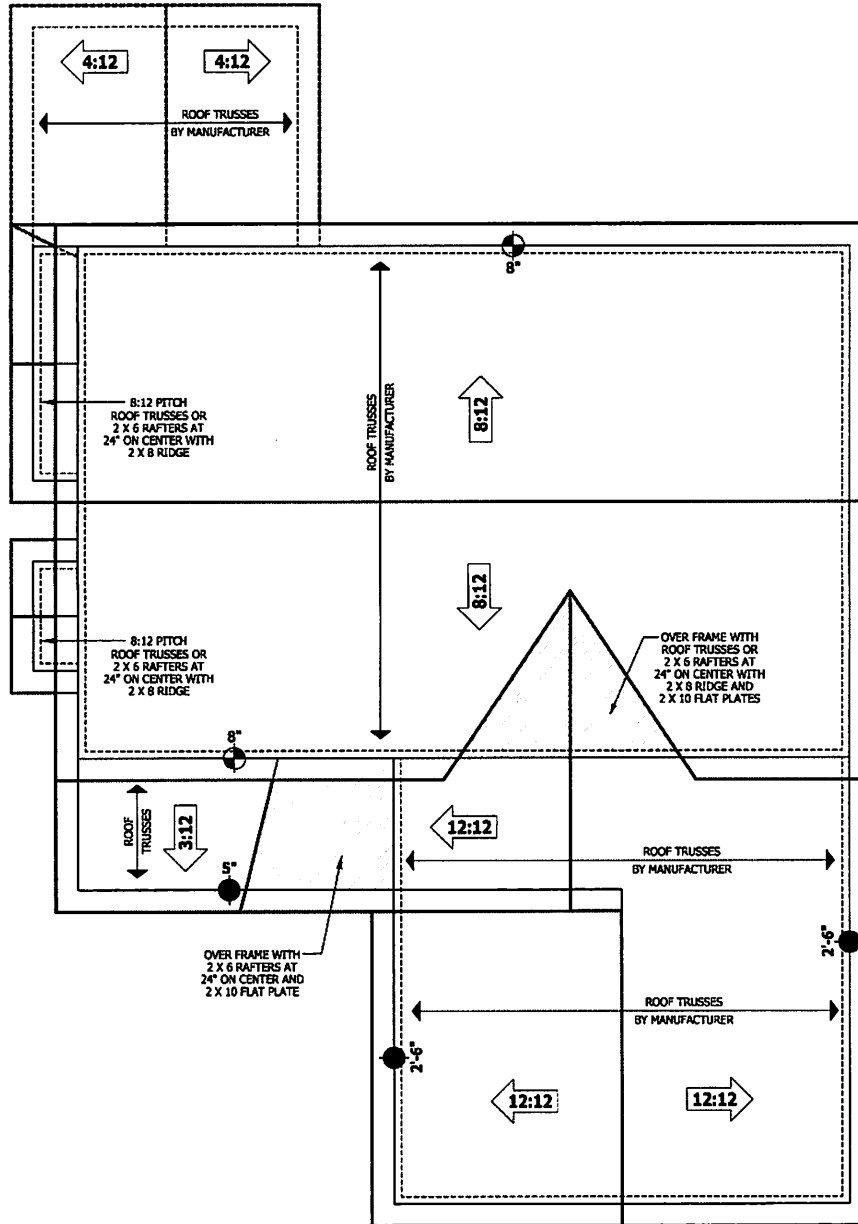 4:12
4:12
ROOF TRUSSES
BY MANUFACTURER
8"
ROOF TRUSSES
BY MANUFACTURER
8:12
8:12 PITCH
ROOF TRUSSES OR
2 X 6 RAFTERS AT
24" ON CENTER WITH
2 X 8 RIDGE
8:12
8:12 PITCH
ROOF TRUSSES OR
2 X 6 RAFTERS AT
24" ON CENTER WITH
2 X 8 RIDGE
OVER FRAME WITH
ROOF TRUSSES OR
2 X 6 RAFTERS AT
24" ON CENTER WITH
2 X 8 RIDGE AND
2 X 10 FLAT PLATES
8"
ROOF
TRUSSES
3:12
12:12
ROOF TRUSSES
BY MANUFACTURER
5"
2'-6"
OVER FRAME WITH
2 X 6 RAFTERS AT
24" ON CENTER AND
2 X 10 FLAT PLATE
ROOF TRUSSES
BY MANUFACTURER
2'-6"
12:12
12:12